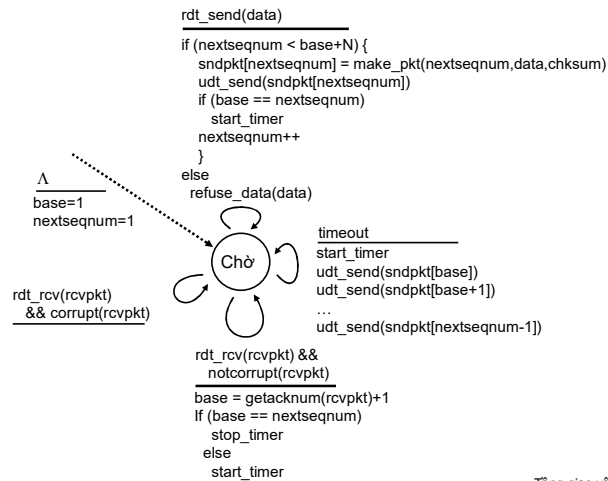 rdt_send(data)
if (nextseqnum < base+N) {
sndpkt[nextseqnum] = make_pkt(nextseqnum,data,chksum)
udt_send(sndpkt[nextseqnum])
if (base == nextseqnum)
start_timer
nextseqnum++
}
else
refuse_data(data)
Λ
base=1
nextseqnum=1
Chờ
timeout
start_timer
udt_send(sndpkt[base])
udt_send(sndpkt[base+1])
…
udt_send(sndpkt[nextseqnum-1])
rdt_rcv(rcvpkt)
&& corrupt(rcvpkt)
rdt_rcv(rcvpkt) &&
notcorrupt(rcvpkt)
base = getacknum(rcvpkt)+1
If (base == nextseqnum)
stop_timer
else
start_timer